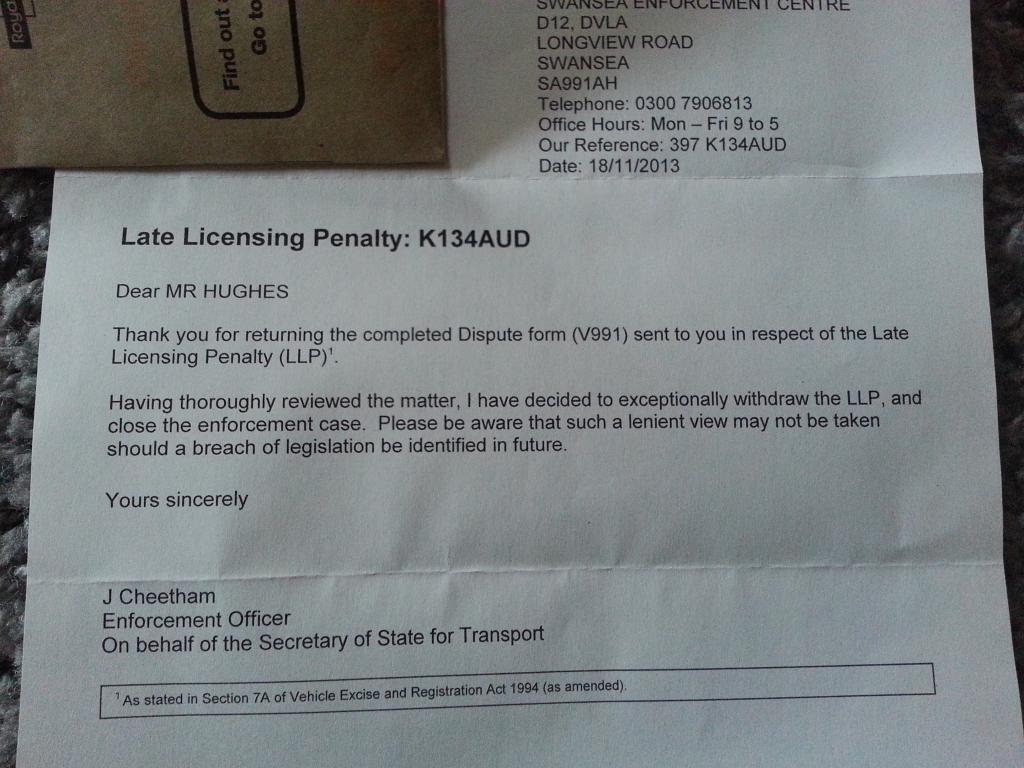 Find out
Go to
SWANSEA ENFORCEMENT CENTRE
D12, DVLA
LONGVIEW ROAD
SWANSEA
SA991AH
Telephone: 0300 7906813
Office Hours: Mon – Fri 9 to 5
Our Reference: 397 K134AUD
Date: 18/11/2013
Late Licensing Penalty: K134AUD
Dear MR HUGHES
Thank you for returning the completed Dispute form (V991) sent to you in respect of the Late
Licensing Penalty (LLP)¹.
Having thoroughly reviewed the matter, I have decided to exceptionally withdraw the LLP, and
close the enforcement case. Please be aware that such a lenient view may not be taken
should a breach of legislation be identified in future.
Yours sincerely
J Cheetham
Enforcement Officer
On behalf of the Secretary of State for Transport
¹ As stated in Section 7A of Vehicle Excise and Registration Act 1994 (as amended).